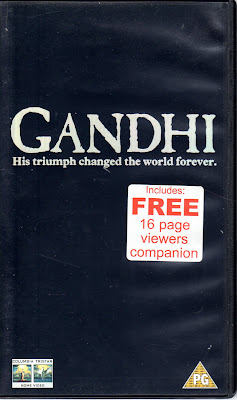 GANDHI
His triumph changed the world forever.
Includes:
FREE
16 page
viewers
companion
COLUMBIA TRISTAR
HOME VIDEO
PG